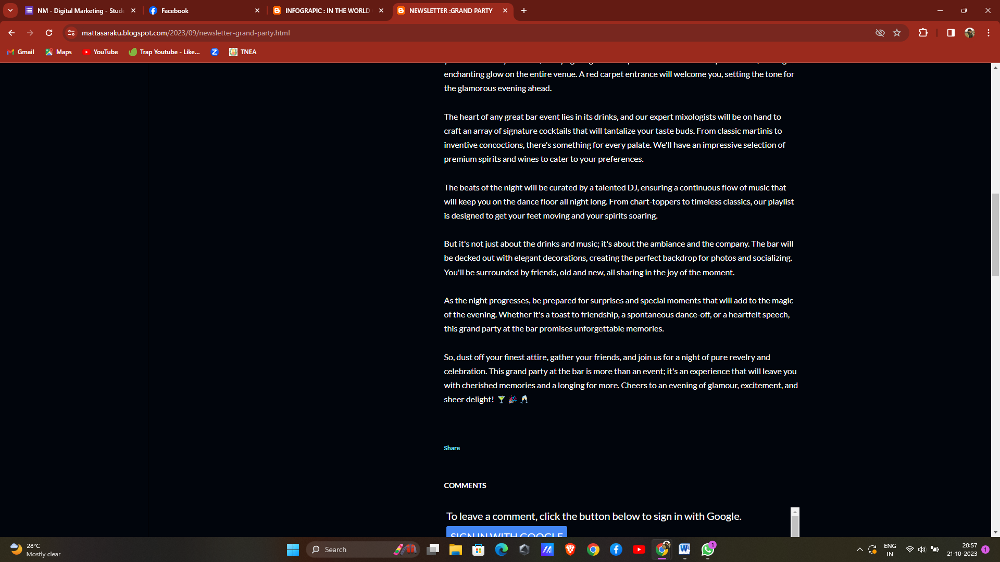 NM - Digital Marketing - Stud
Facebook
INFOGRAPIC : IN THE WORLD
NEWSLETTER :GRAND PARTY
mattasaraku.blogspot.com/2023/09/newsletter-grand-party.html
Gmail
Maps
YouTube
Trap Youtube - Like...
Z
TNEA
enchanting glow on the entire venue. A red carpet entrance will welcome you, setting the tone for
the glamorous evening ahead.
The heart of any great bar event lies in its drinks, and our expert mixologists will be on hand to
craft an array of signature cocktails that will tantalize your taste buds. From classic martinis to
inventive concoctions, there's something for every palate. We'll have an impressive selection of
premium spirits and wines to cater to your preferences.
The beats of the night will be curated by a talented DJ, ensuring a continuous flow of music that
will keep you on the dance floor all night long. From chart-toppers to timeless classics, our playlist
is designed to get your feet moving and your spirits soaring.
But it's not just about the drinks and music; it's about the ambiance and the company. The bar will
be decked out with elegant decorations, creating the perfect backdrop for photos and socializing.
You'll be surrounded by friends, old and new, all sharing in the joy of the moment.
As the night progresses, be prepared for surprises and special moments that will add to the magic
of the evening. Whether it's a toast to friendship, a spontaneous dance-off, or a heartfelt speech,
this grand party at the bar promises unforgettable memories.
So, dust off your finest attire, gather your friends, and join us for a night of pure revelry and
celebration. This grand party at the bar is more than an event; it's an experience that will leave you
with cherished memories and a longing for more. Cheers to an evening of glamour, excitement, and
sheer delight! 🍸 🎉 🥂
Share
COMMENTS
To leave a comment, click the button below to sign in with Google.
SIGN IN WITH GOOGLE
28°C
Mostly clear
Search
1
ENG
IN
20:57
21-10-2023
1